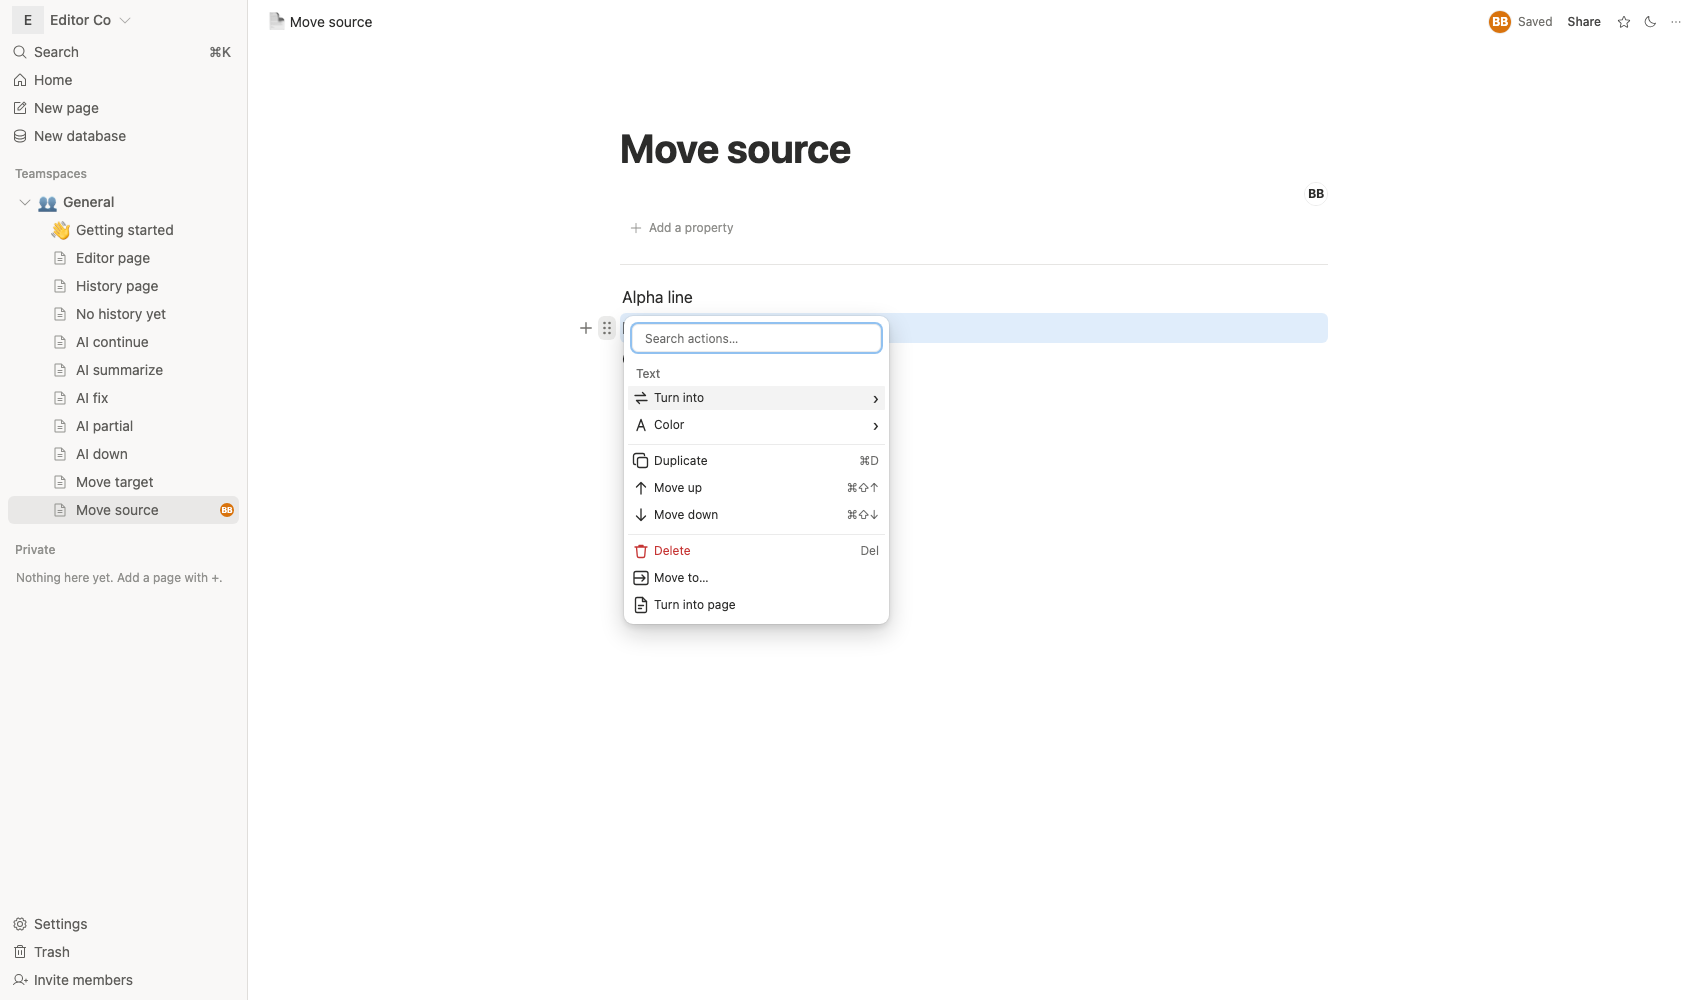 E Editor Co
Search ⌘K
Home
New page
New database
Teamspaces
General
Getting started
Editor page
History page
No history yet
AI continue
AI summarize
AI fix
AI partial
AI down
Move target
Move source BB
Private
Nothing here yet. Add a page with +.
Settings
Trash
Invite members
Move source
BB Saved Share
Move source
BB
Add a property
Alpha line
Search actions...
Text
Turn into
Color
Duplicate ⌘D
Move up ⌘⇧↑
Move down ⌘⇧↓
Delete Del
Move to...
Turn into page